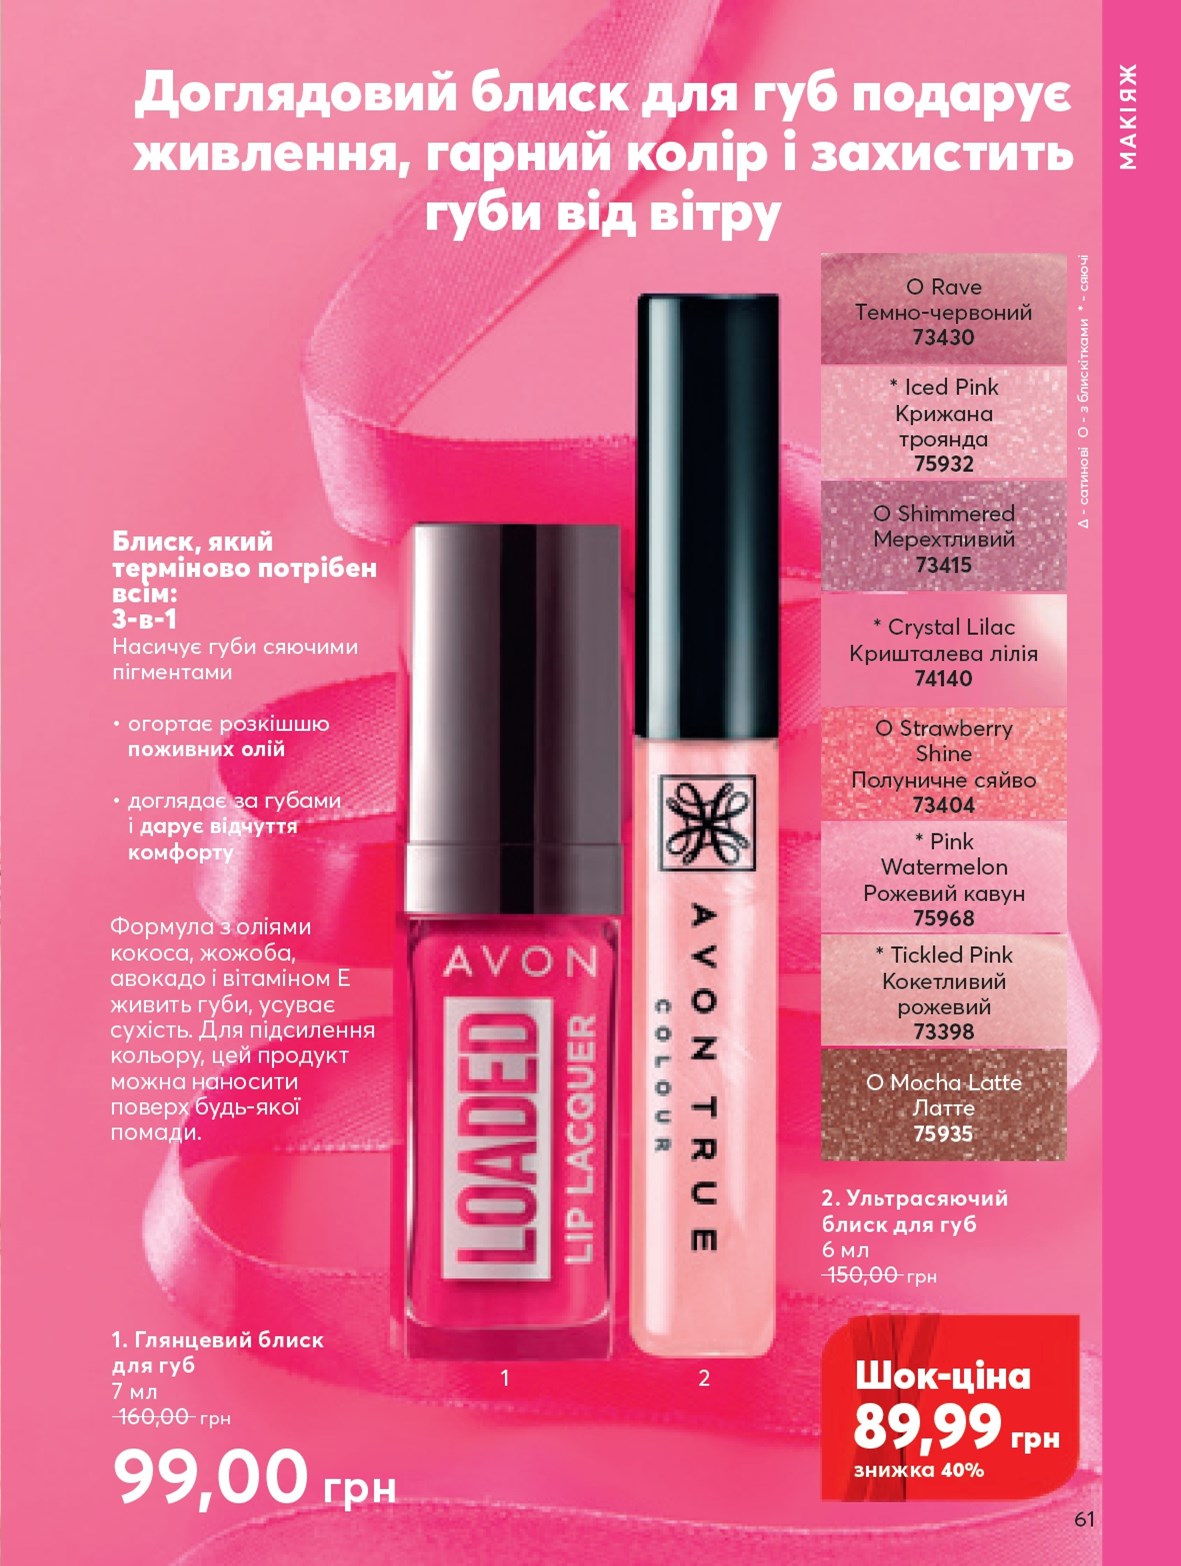 Доглядовий блиск для губ подарує
живлення, гарний колір і захистить
губи від вітру
МАКІЯЖ
Δ - сатинові O - з блискітками * - сяючі
O Rave
Темно-червоний
73430
* Iced Pink
Крижана
троянда
75932
O Shimmered
Мерехтливий
73415
* Crystal Lilac
Кришталева лілія
74140
O Strawberry
Shine
Полуничне сяйво
73404
* Pink
Watermelon
Рожевий кавун
75968
* Tickled Pink
Кокетливий
рожевий
73398
O Mocha Latte
Латте
75935
Блиск, який
терміново потрібен
всім:
3-в-1
Насичує губи сяючими
пігментами
• огортає розкішшю
поживних олій
• доглядає за губами
і дарує відчуття
комфорту
Формула з оліями
кокоса, жожоба,
авокадо і вітаміном Е
живить губи, усуває
сухість. Для підсилення
кольору, цей продукт
можна наносити
поверх будь-якої
помади.
AVON
LOADED
LIP LACQUER
AVON TRUE
COLOUR
1
2
1. Глянцевий блиск
для губ
7 мл
160,00 грн
99,00 грн
2. Ультрасяючий
блиск для губ
6 мл
150,00 грн
Шок-ціна
89,99 грн
знижка 40%
61